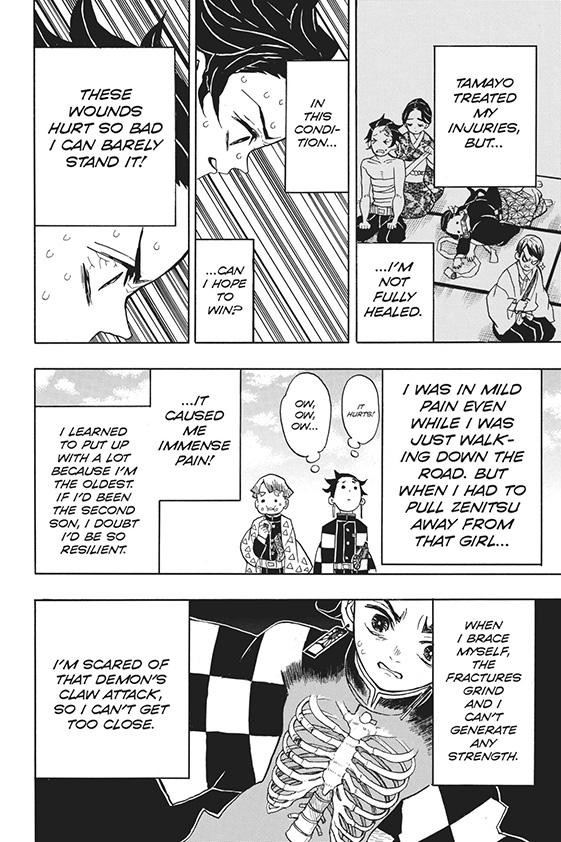 TAMAYO
TREATED
MY
INJURIES,
BUT...
...I'M
NOT
FULLY
HEALED.
IN
THIS
CONDI-
TION...
...CAN
I HOPE
TO
WIN?
THESE
WOUNDS
HURT SO BAD
I CAN BARELY
STAND IT!
I WAS IN MILD
PAIN EVEN
WHILE I WAS
JUST WALK-
ING DOWN THE
ROAD. BUT
WHEN I HAD TO
PULL ZENITSU
AWAY FROM
THAT GIRL...
IT
HURTS!
OW,
OW,
OW...
...IT
CAUSED
ME
IMMENSE
PAIN!
I LEARNED
TO PUT UP
WITH A LOT
BECAUSE I'M
THE OLDEST.
IF I'D BEEN
THE SECOND
SON, I DOUBT
I'D BE SO
RESILIENT.
WHEN
I BRACE
MYSELF,
THE
FRACTURES
GRIND
AND I
CAN'T
GENERATE
ANY
STRENGTH.
I'M SCARED OF
THAT DEMON'S
CLAW ATTACK,
SO I CAN'T GET
TOO CLOSE.